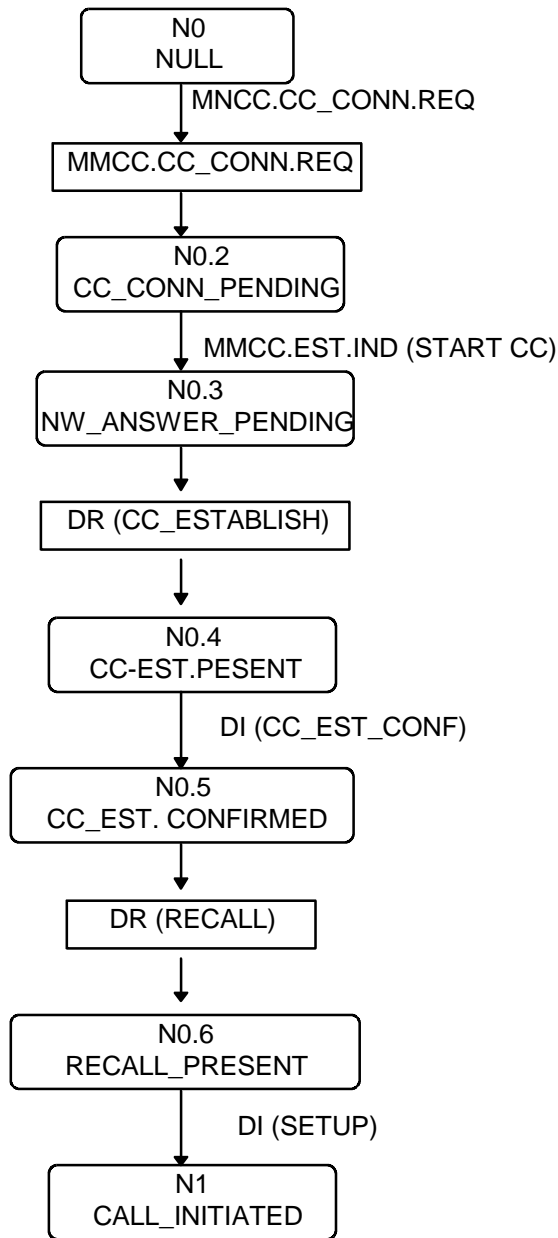 N0
NULL
MNCC.CC_CONN.REQ
MMCC.CC_CONN.REQ
N0.2
CC_CONN_PENDING
MMCC.EST.IND (START CC)
N0.3
NW_ANSWER_PENDING
DR (CC_ESTABLISH)
N0.4
CC-EST.PESENT
DI (CC_EST_CONF)
N0.5
CC_EST. CONFIRMED
DR (RECALL)
N0.6
RECALL_PRESENT
DI (SETUP)
N1
CALL_INITIATED